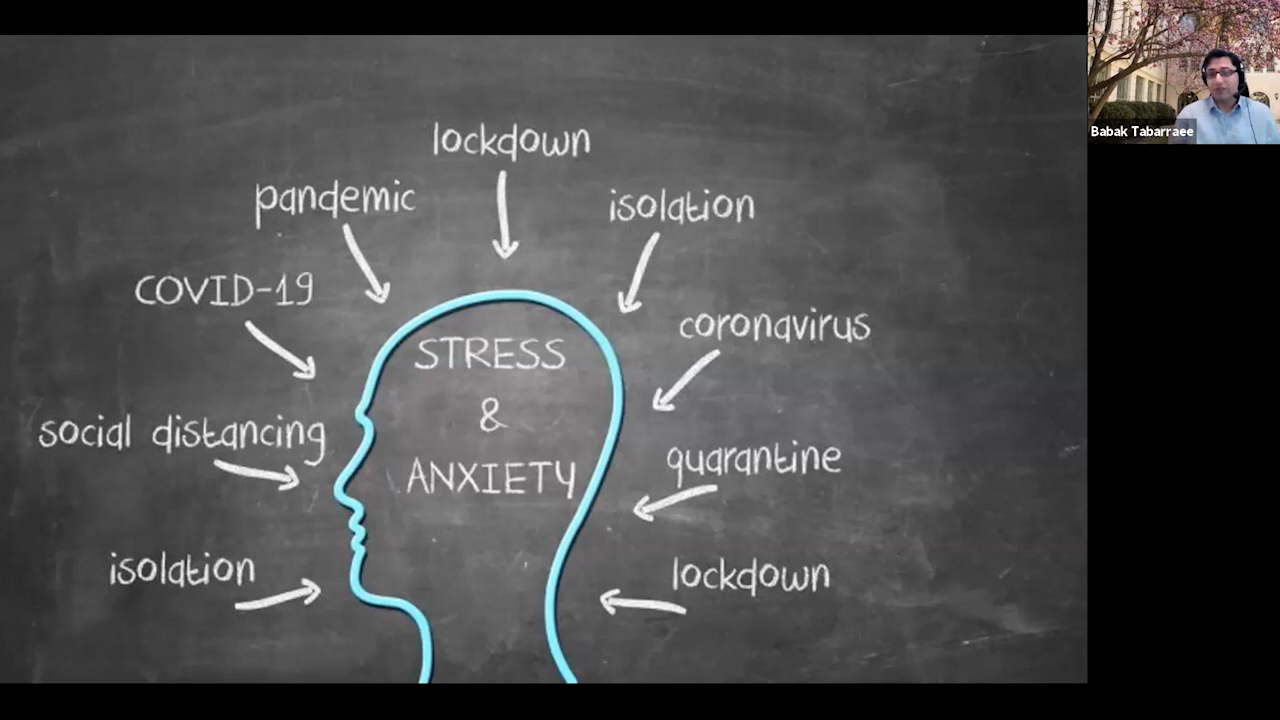 lockdown
pandemic
isolation
COVID-19
coronavirus
STRESS
&
ANXIETY
social distancing
quarantine
isolation
lockdown
Babak Tabarraee